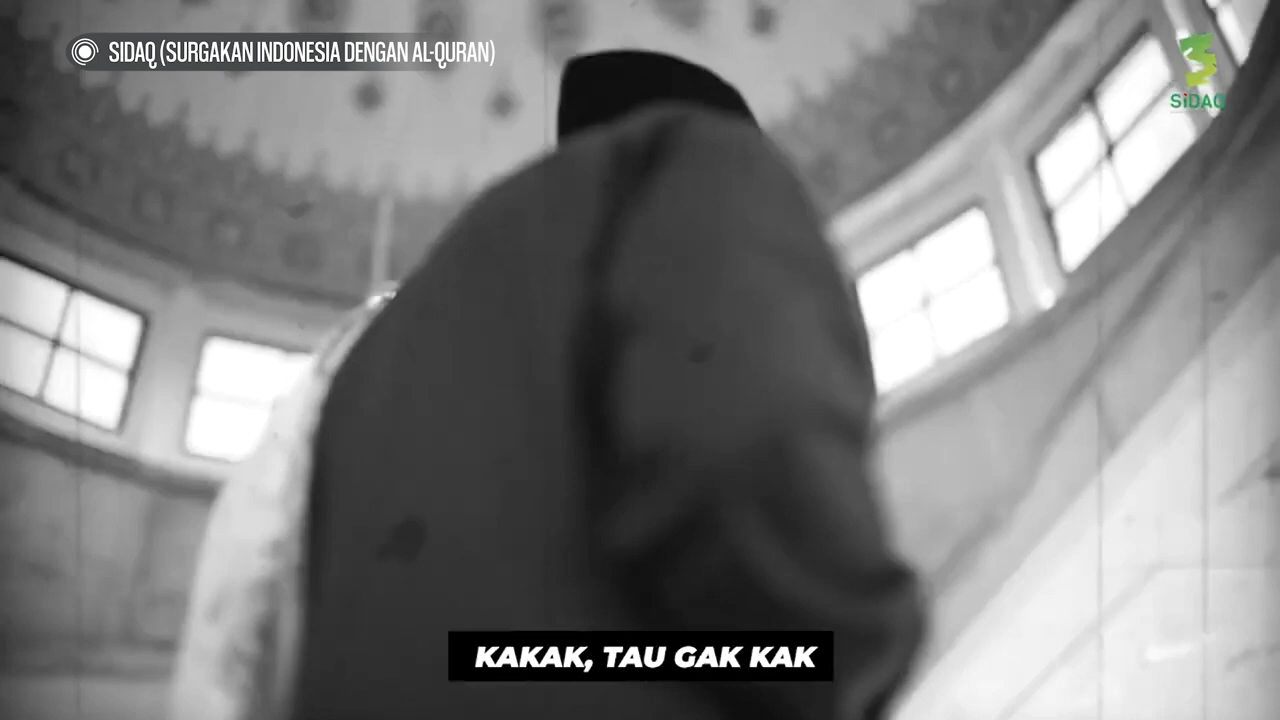 SIDAQ (SURGAKAN INDONESIA DENGAN AL-QURAN)
SiDAQ
KAKAK, TAU GAK KAK